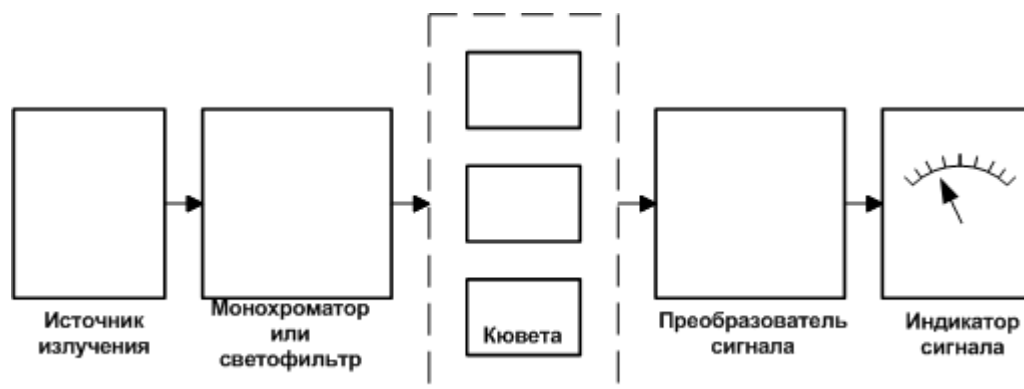 Источник
излучения
Монохроматор
или
светофильтр
Кювета
Преобразователь
сигнала
Индикатор
сигнала